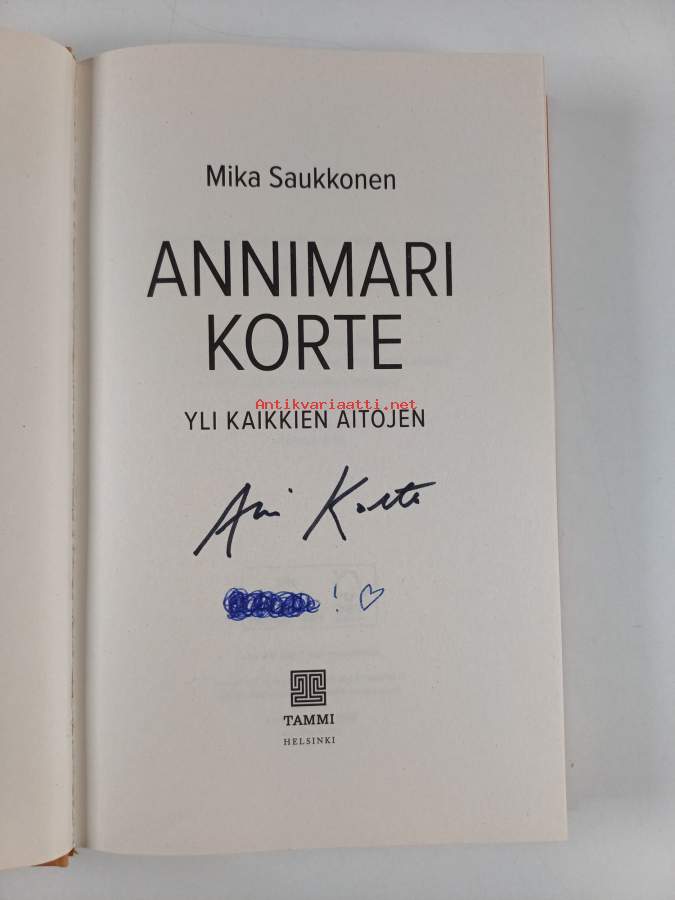 Mika Saukkonen
ANNIMARI
KORTE
Antikvariaatti.net
YLI KAIKKIEN AITOJEN
Ani Korte
! ♡
TAMMI
HELSINKI